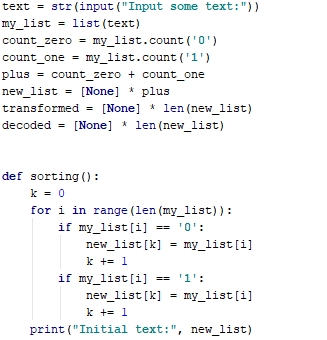 text = str(input("Input some text:"))
my_list = list(text)
count_zero = my_list.count('0')
count_one = my_list.count('1')
plus = count_zero + count_one
new_list = [None] * plus
transformed = [None] * len(new_list)
decoded = [None] * len(new_list)
def sorting():
    k = 0
    for i in range(len(my_list)):
        if my_list[i] == '0':
            new_list[k] = my_list[i]
            k += 1
        if my_list[i] == '1':
            new_list[k] = my_list[i]
            k += 1
    print("Initial text:", new_list)